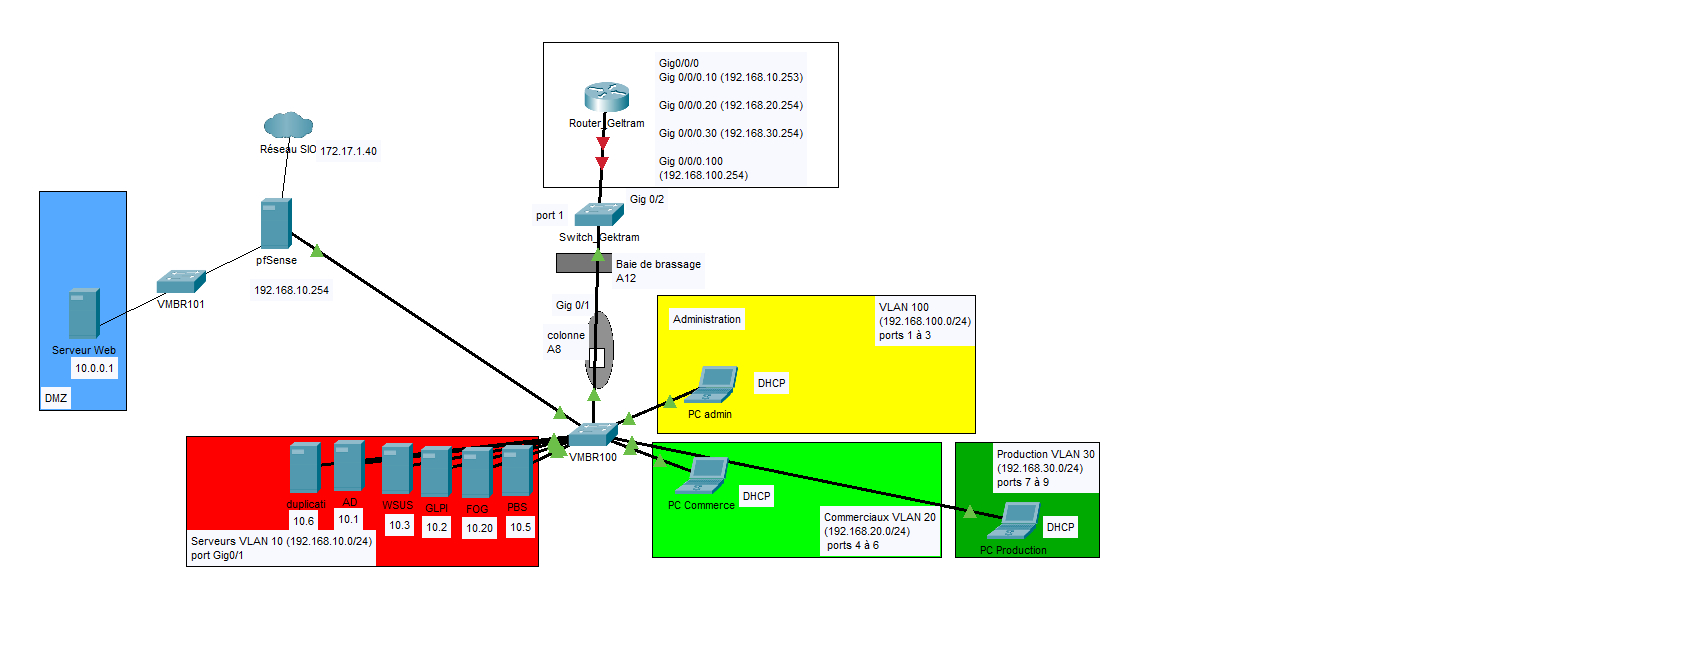 Gig0/0/0
Gig 0/0/0.10 (192.168.10.253)
Gig 0/0/0.20 (192.168.20.254)
Gig 0/0/0.30 (192.168.30.254)
Gig 0/0/0.100
(192.168.100.254)
Router_Geltram
Réseau SIO
172.17.1.40
Gig 0/2
port 1
Switch_Gektram
pfSense
192.168.10.254
VMBR101
Baie de brassage
A12
Gig 0/1
colonne
A8
Serveur Web
10.0.0.1
DMZ
Administration
VLAN 100
(192.168.100.0/24)
ports 1 à 3
DHCP
PC admin
VMBR100
duplicati
AD
WSUS
GLPI
FOG
PBS
10.6
10.1
10.3
10.2
10.20
10.5
Serveurs VLAN 10 (192.168.10.0/24)
port Gig0/1
DHCP
PC Commerce
Commerciaux VLAN 20
(192.168.20.0/24)
ports 4 à 6
Production VLAN 30
(192.168.30.0/24)
ports 7 à 9
DHCP
PC Production